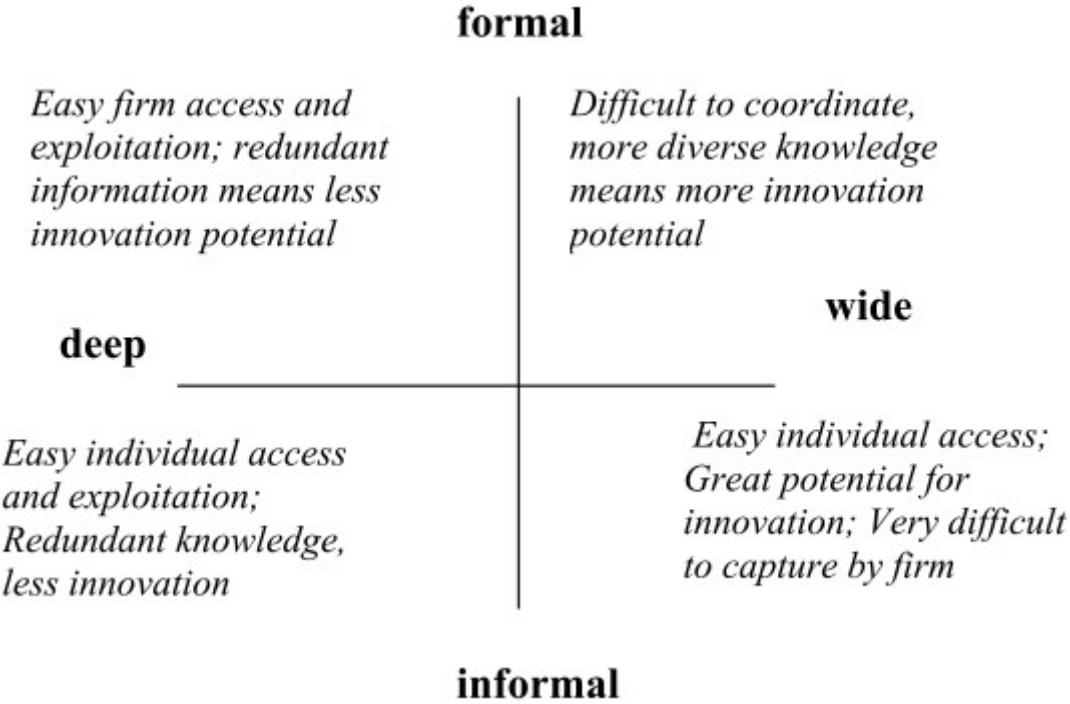 formal
Easy firm access and
exploitation; redundant
information means less
innovation potential
Difficult to coordinate,
more diverse knowledge
means more innovation
potential
wide
deep
Easy individual access
and exploitation;
Redundant knowledge,
less innovation
Easy individual access;
Great potential for
innovation; Very difficult
to capture by firm
informal